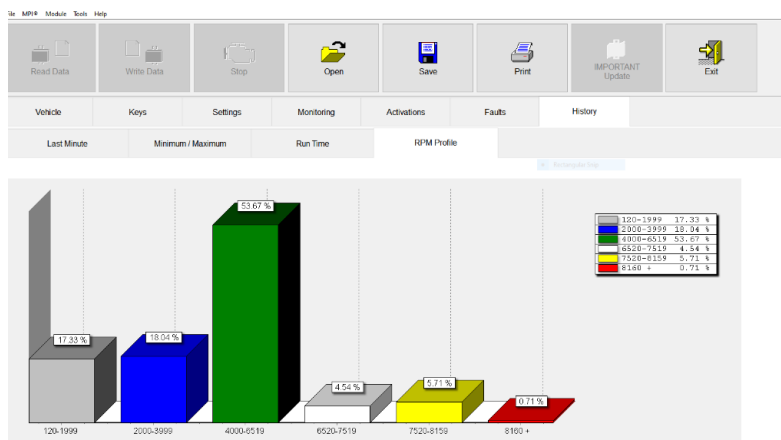 File MPI® Module Tools Help
Read Data
Write Data
Stop
Open
Save
Print
IMPORTANT
Update
Exit
Vehicle Keys Settings Monitoring Activations Faults History
Last Minute Minimum / Maximum Run Time RPM Profile
53.67 %
120-1999 17.33 %
2000-3999 18.04 %
4000-6519 53.67 %
6520-7519 4.54 %
7520-8159 5.71 %
8160 + 0.71 %
17.33 %
18.04 %
4.54 %
5.71 %
0.71 %
120-1999 2000-3999 4000-6519 6520-7519 7520-8159 8160 +